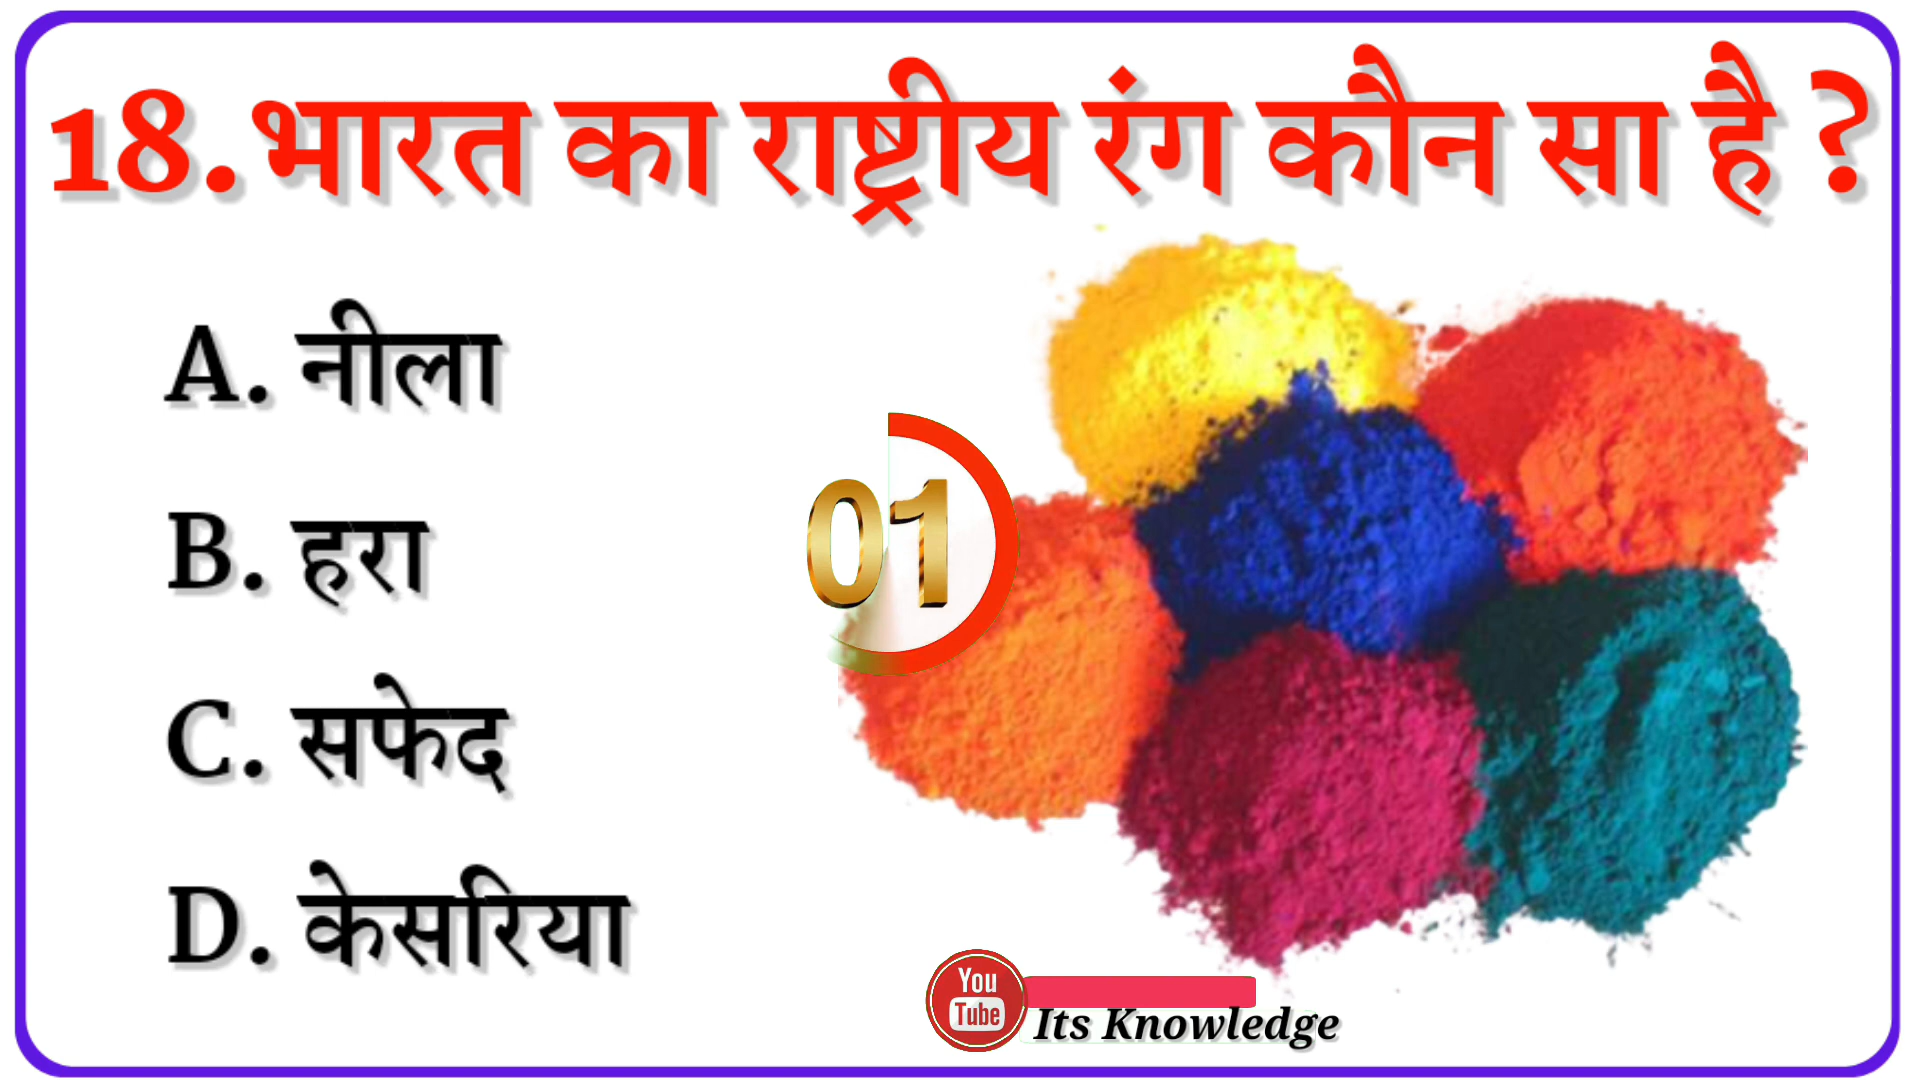 18. भारत का राष्ट्रीय रंग कौन सा है ?
A. नीला
B. हरा
C. सफेद
D. केसरिया
01
You
Tube
Its Knowledge